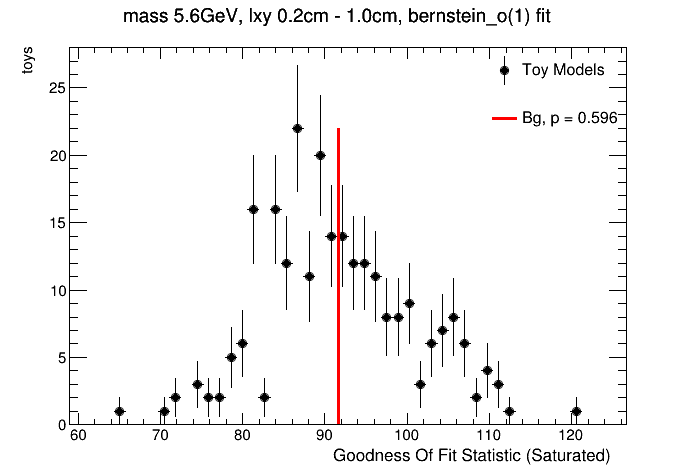 mass 5.6GeV, lxy 0.2cm - 1.0cm, bernstein_o(1) fit
toys
Toy Models
Bg, p = 0.596
25
20
15
10
5
0
60 70 80 90 100 110 120
Goodness Of Fit Statistic (Saturated)